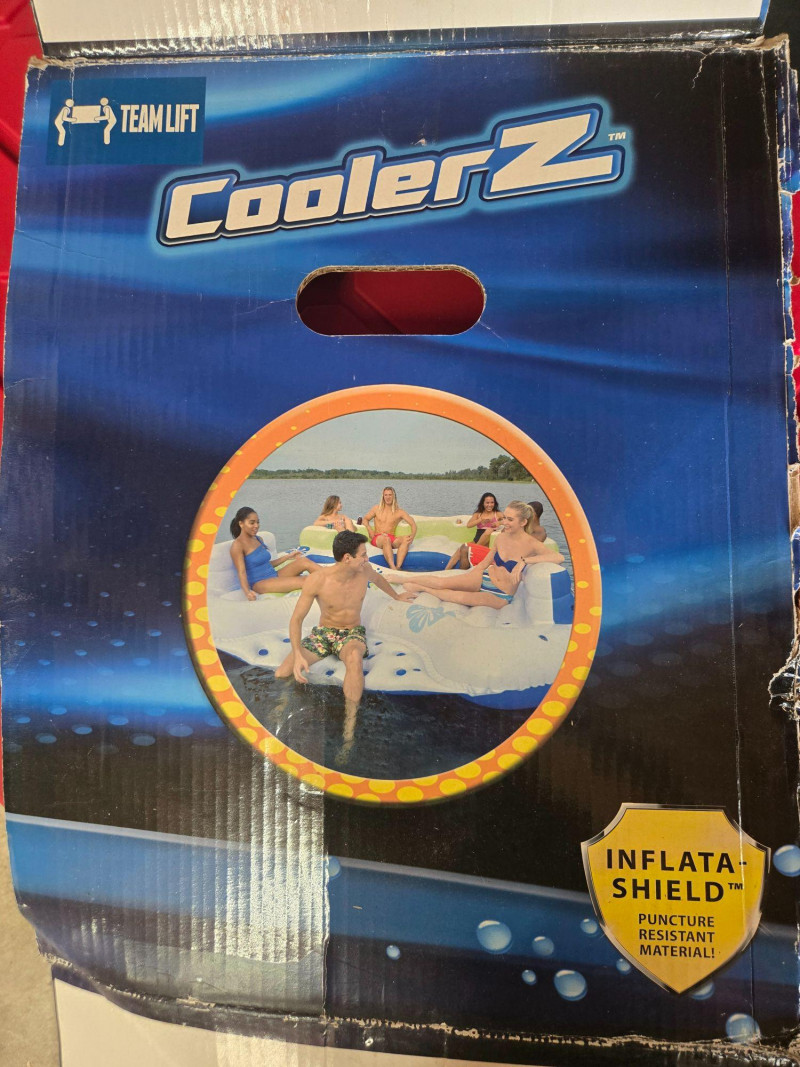 TEAM LIFT
CoolerZ™
INFLATA-
SHIELD™
PUNCTURE
RESISTANT
MATERIAL!